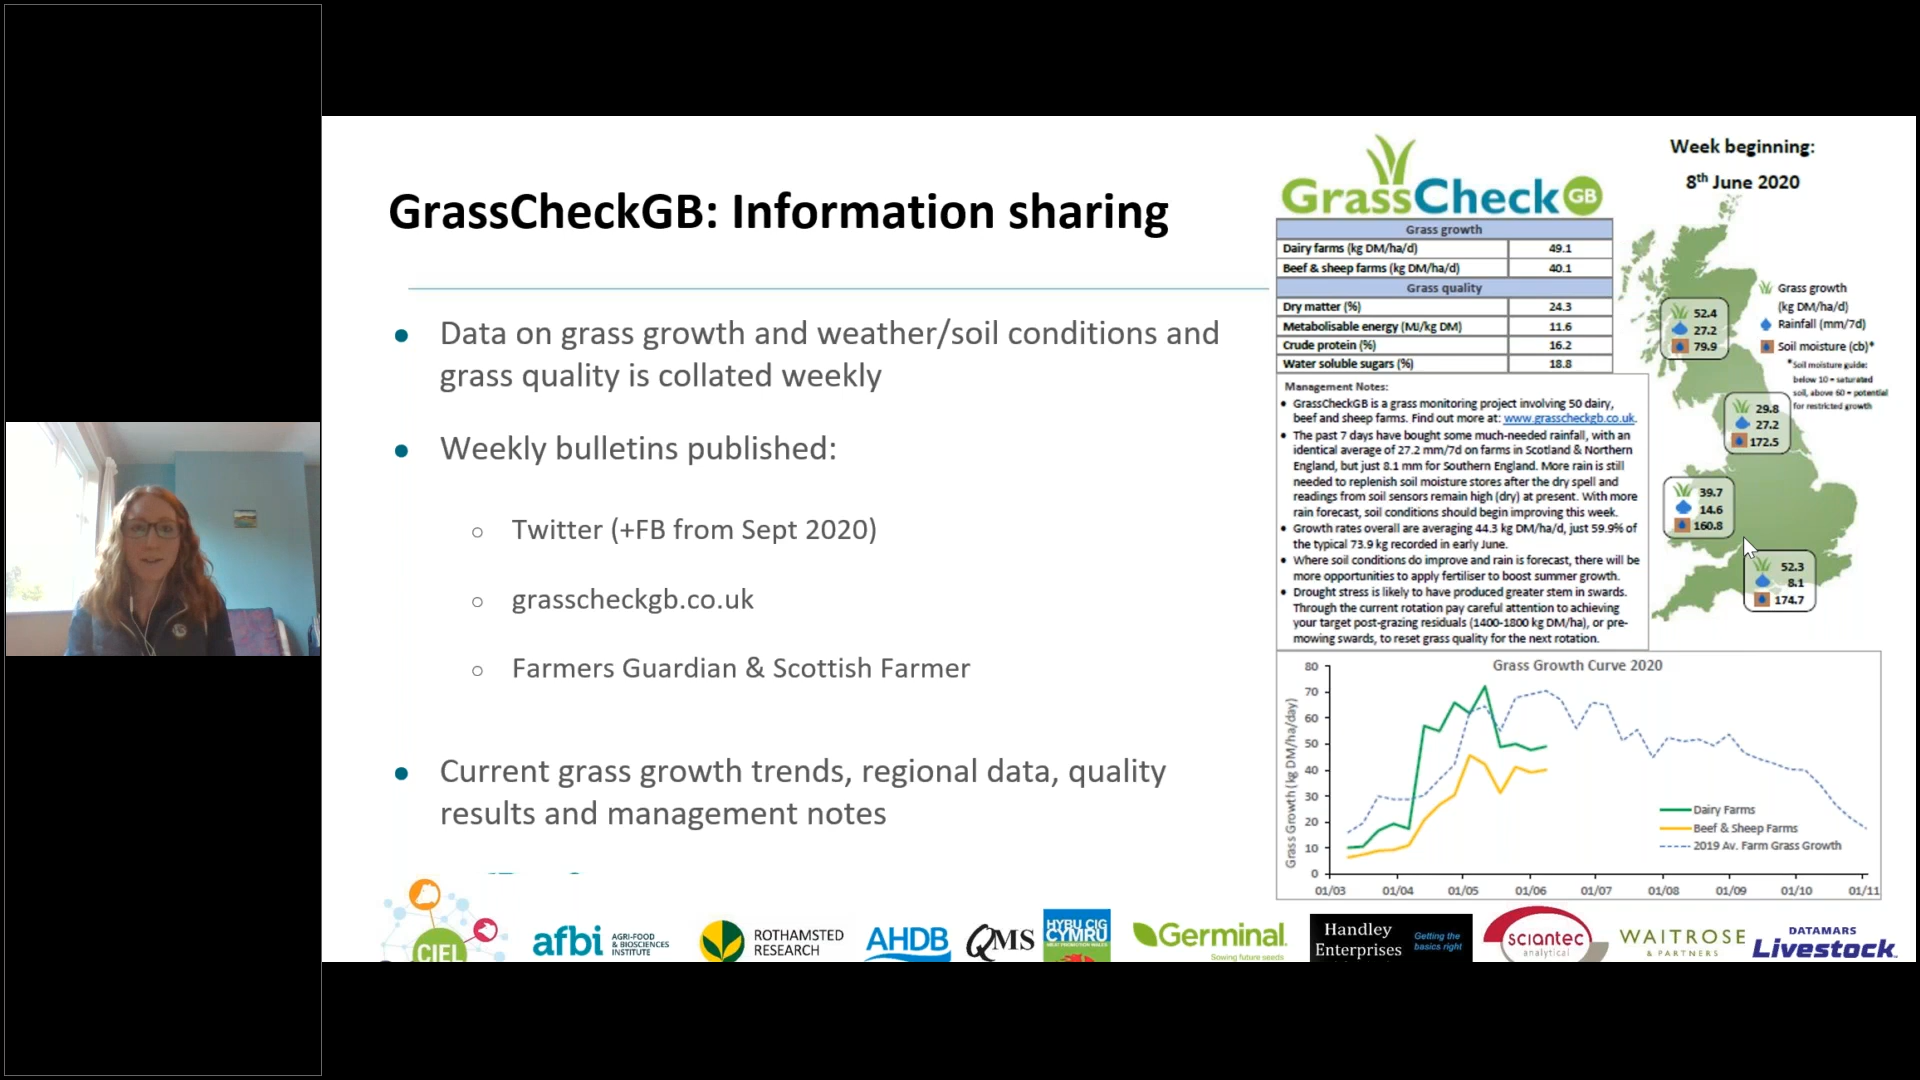 GrassCheckGB: Information sharing
Data on grass growth and weather/soil conditions and
grass quality is collated weekly
Weekly bulletins published:
Twitter (+FB from Sept 2020)
grasscheckgb.co.uk
Farmers Guardian & Scottish Farmer
Current grass growth trends, regional data, quality
results and management notes
GrassCheck GB
Grass growth
Dairy farms (kg DM/ha/d) 49.1
Beef & sheep farms (kg DM/ha/d) 40.1
Grass quality
Dry matter (%) 24.3
Metabolisable energy (MJ/kg DM) 11.6
Crude protein (%) 16.2
Water soluble sugars (%) 18.8
Management Notes:
GrassCheckGB is a grass monitoring project involving 50 dairy,
beef and sheep farms. Find out more at: www.grasscheckgb.co.uk.
The past 7 days have bought some much-needed rainfall, with an
identical average of 27.2 mm/7d on farms in Scotland & Northern
England, but just 8.1 mm for Southern England. More rain is still
needed to replenish soil moisture stores after the dry spell and
readings from soil sensors remain high (dry) at present. With more
rain forecast, soil conditions should begin improving this week.
Growth rates overall are averaging 44.3 kg DM/ha/d, just 59.9% of
the typical 73.9 kg recorded in early June.
Where soil conditions do improve and rain is forecast, there will be
more opportunities to apply fertiliser to boost summer growth.
Drought stress is likely to have produced greater stem in swards.
Through the current rotation pay careful attention to achieving
your target post-grazing residuals (1400-1800 kg DM/ha), or pre-
mowing swards, to reset grass quality for the next rotation.
Week beginning:
8th June 2020
Grass growth
(kg DM/ha/d)
Rainfall (mm/7d)
Soil moisture (cb)*
*Soil moisture guide:
below 10 = saturated
soil, above 60 = potential
for restricted growth
52.4
27.2
79.9
29.8
27.2
172.5
39.7
14.6
160.8
52.3
8.1
174.7
Grass Growth Curve 2020
Grass Growth (kg DM/ha/day)
80
70
60
50
40
30
20
10
0
01/03 01/04 01/05 01/06 01/07 01/08 01/09 01/10 01/11
Dairy Farms
Beef & Sheep Farms
2019 Av. Farm Grass Growth
CIEL
afbi AGRI-FOOD
& BIOSCIENCES
INSTITUTE
ROTHAMSTED
RESEARCH
AHDB
QMS
HYBU CIG
CYMRU
MEAT PROMOTION WALES
Germinal
Sowing future seeds
Handley
Enterprises
Getting the
basics right
sciantec
analytical
WAITROSE
& PARTNERS
DATAMARS
Livestock